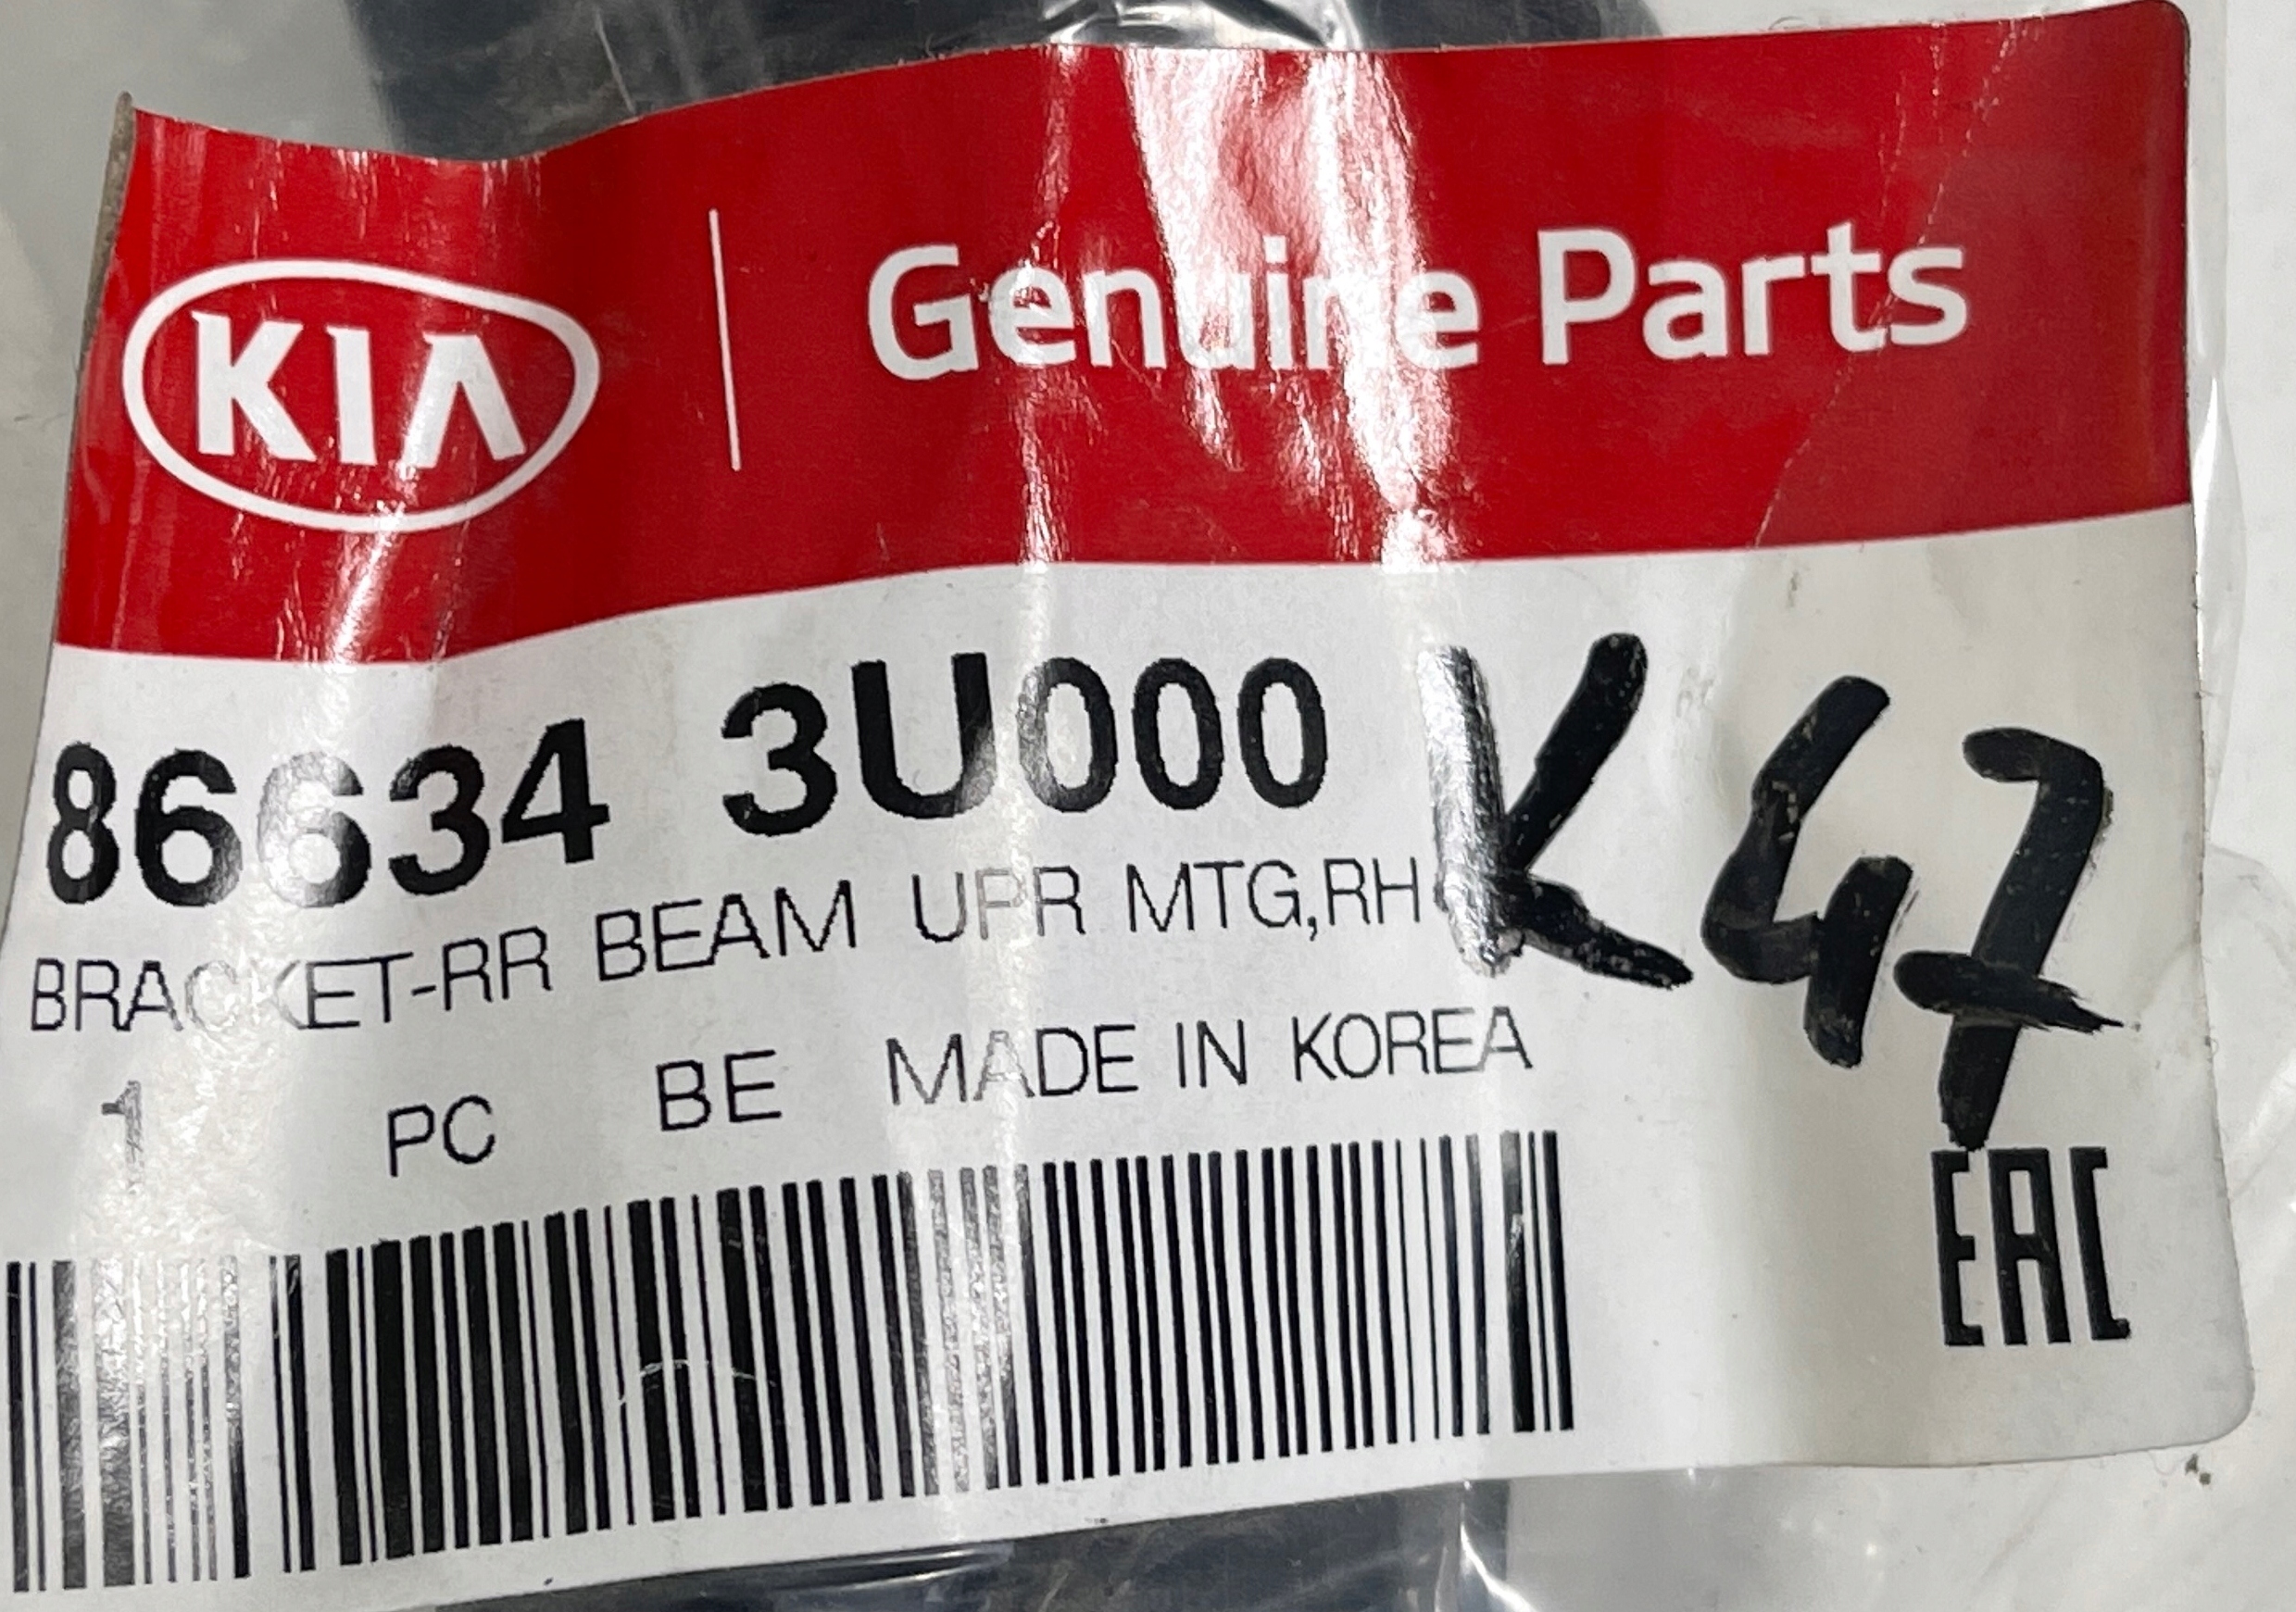 KIA Genuine Parts
86634 3U000
K47
BRACKET-RR BEAM UPR MTG,RH
1 PC BE MADE IN KOREA
EAC